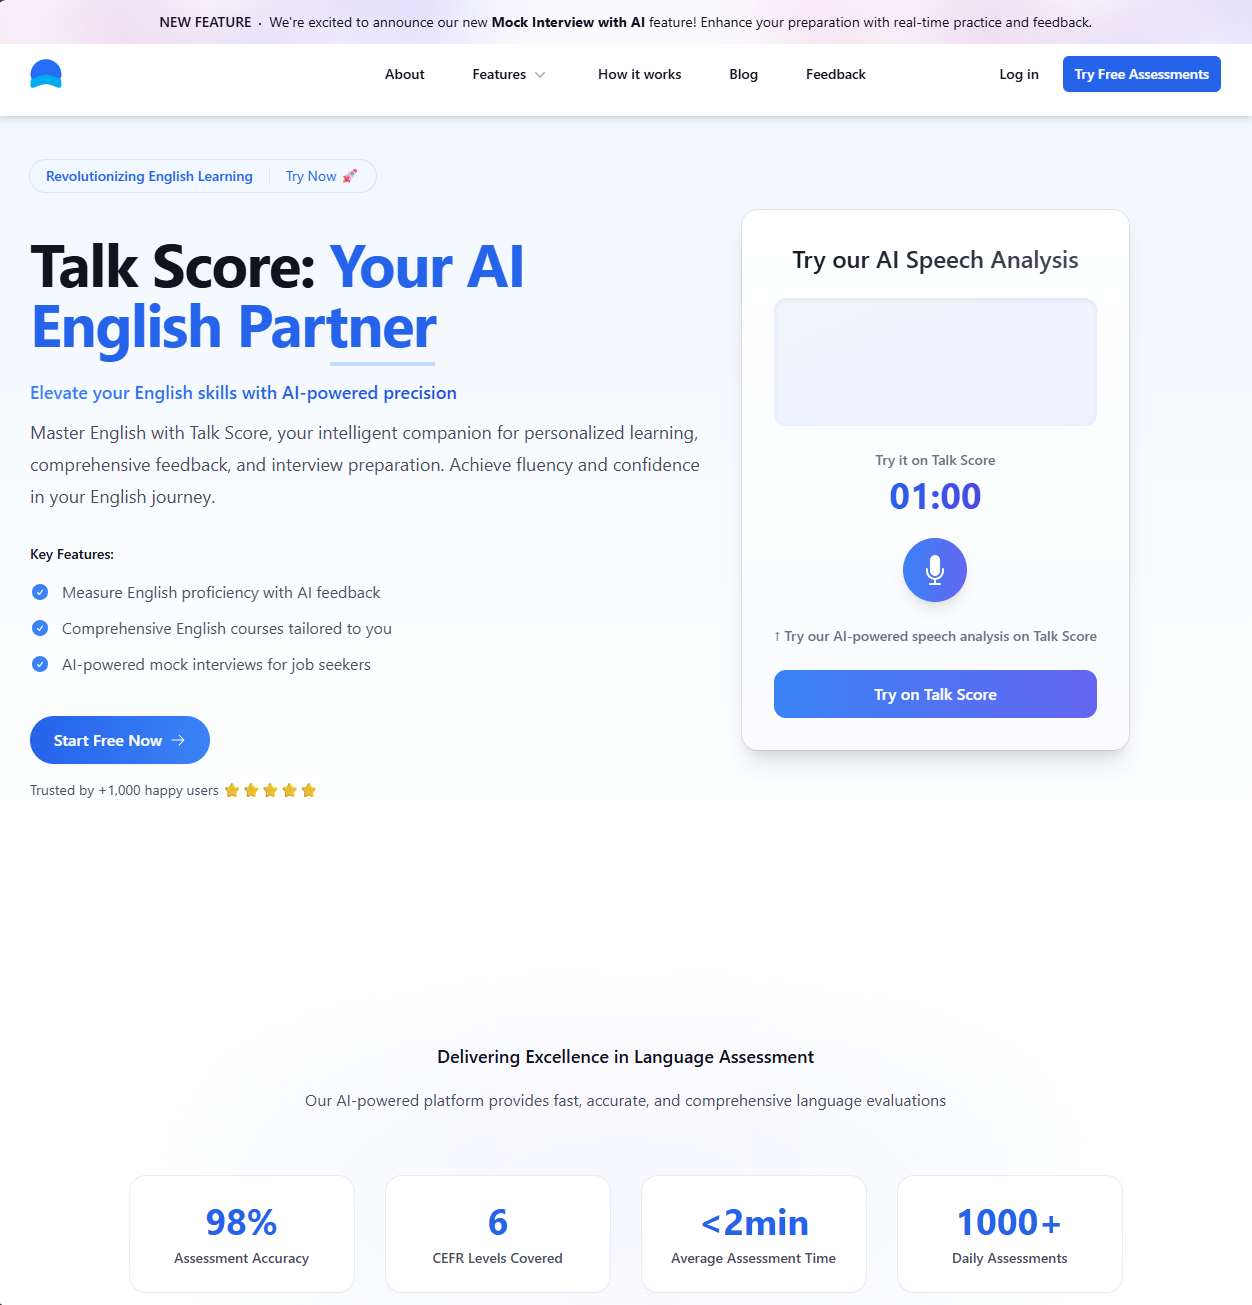 NEW FEATURE · We're excited to announce our new Mock Interview with AI feature! Enhance your preparation with real-time practice and feedback.
About Features How it works Blog Feedback Log in Try Free Assessments
Revolutionizing English Learning Try Now 🚀
Talk Score: Your AI
English Partner
Elevate your English skills with AI-powered precision
Master English with Talk Score, your intelligent companion for personalized learning,
comprehensive feedback, and interview preparation. Achieve fluency and confidence
in your English journey.
Key Features:
Measure English proficiency with AI feedback
Comprehensive English courses tailored to you
AI-powered mock interviews for job seekers
Start Free Now →
Trusted by +1,000 happy users ⭐⭐⭐⭐⭐
Try our AI Speech Analysis
Try it on Talk Score
01:00
↑ Try our AI-powered speech analysis on Talk Score
Try on Talk Score
Delivering Excellence in Language Assessment
Our AI-powered platform provides fast, accurate, and comprehensive language evaluations
98%
Assessment Accuracy
6
CEFR Levels Covered
<2min
Average Assessment Time
1000+
Daily Assessments